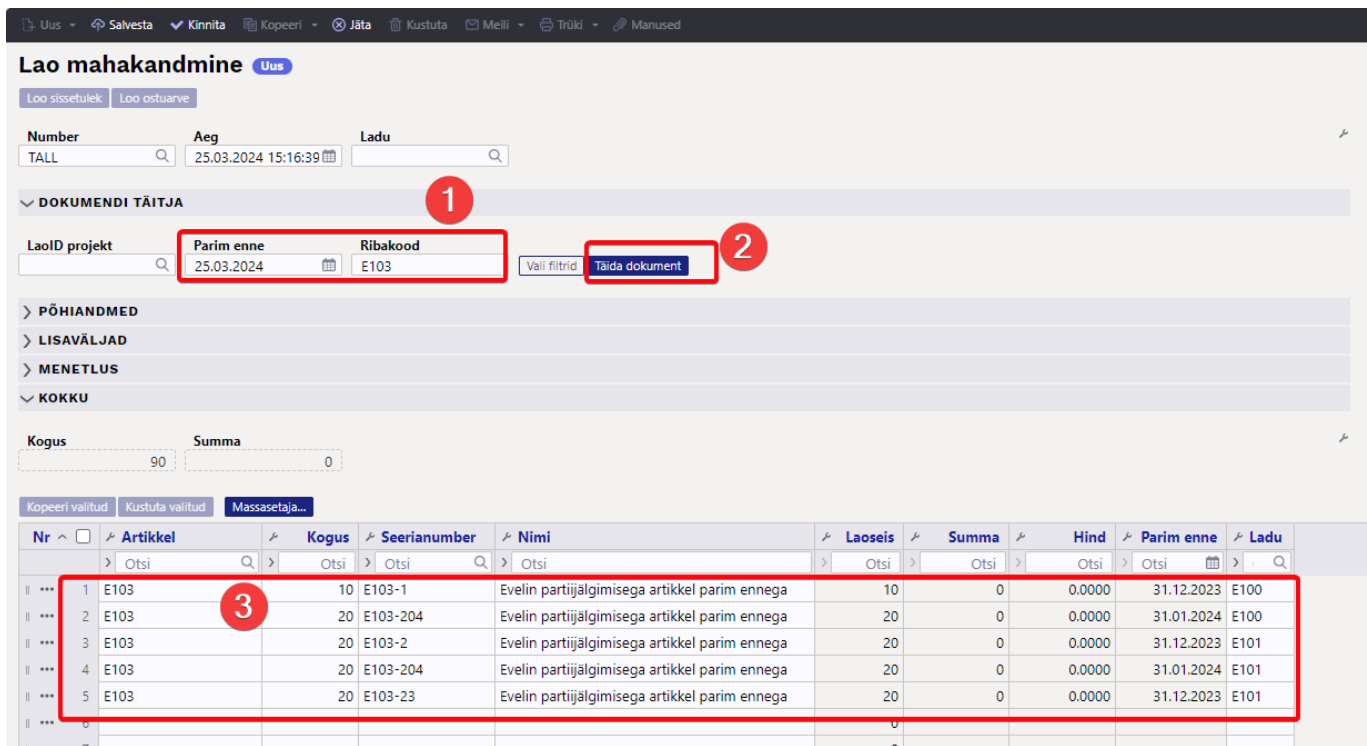 Uus Salvesta Kinnita Kopeeri Jäta Kustuta Meili Trüki Manused
Lao mahakandmine Uus
Loo sissetulek Loo ostuarve
Number Aeg Ladu
TALL 25.03.2024 15:16:39
1
DOKUMENDI TÄITJA
2
LaoID projekt Parim enne Ribakood
25.03.2024 E103 Vali filtrid Täida dokument
PÕHIANDMED
LISAVÄLJAD
MENETLUS
KOKKU
Kogus Summa
90 0
Kopeeri valitud Kustuta valitud Massasetaja...
Nr Artikkel Kogus Seerianumber Nimi Laoseis Summa Hind Parim enne Ladu
Otsi Otsi Otsi Otsi Otsi Otsi Otsi Otsi
1 E103 10 E103-1 Evelin partiijälgimisega artikkel parim ennega 10 0 0.0000 31.12.2023 E100
3
2 E103 20 E103-204 Evelin partiijälgimisega artikkel parim ennega 20 0 0.0000 31.01.2024 E100
3 E103 20 E103-2 Evelin partiijälgimisega artikkel parim ennega 20 0 0.0000 31.12.2023 E101
4 E103 20 E103-204 Evelin partiijälgimisega artikkel parim ennega 20 0 0.0000 31.01.2024 E101
5 E103 20 E103-23 Evelin partiijälgimisega artikkel parim ennega 20 0 0.0000 31.12.2023 E101
6 0